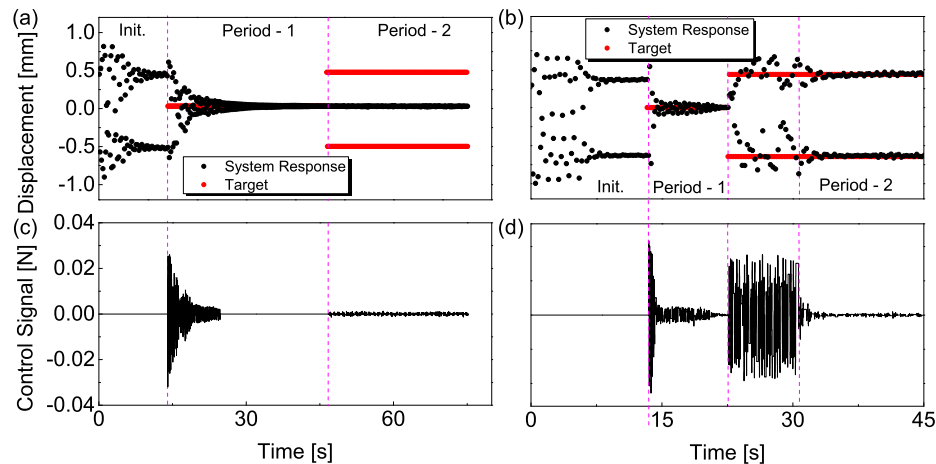 (a)
Init.
Period - 1
Period - 2
System Response
Target
Displacement [mm]
1.0
0.5
0.0
-0.5
-1.0
(b)
System Response
Target
Init.
Period - 1
Period - 2
(c)
Control Signal [N]
0.04
0.02
0.00
-0.02
-0.04
0
30
60
Time [s]
(d)
0
15
30
45
Time [s]